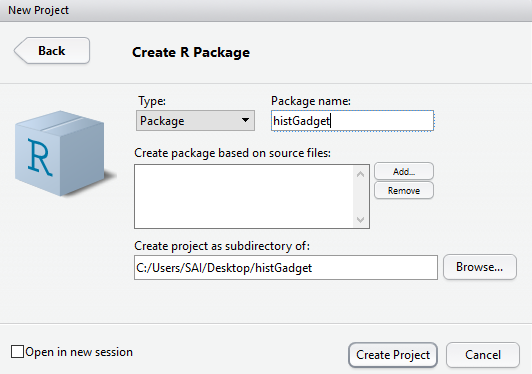 New Project
Back
Create R Package
Type: Package name:
Package histGadget
R
Create package based on source files:
Add...
Remove
Create project as subdirectory of:
C:/Users/SAI/Desktop/histGadget Browse...
Open in new session Create Project Cancel